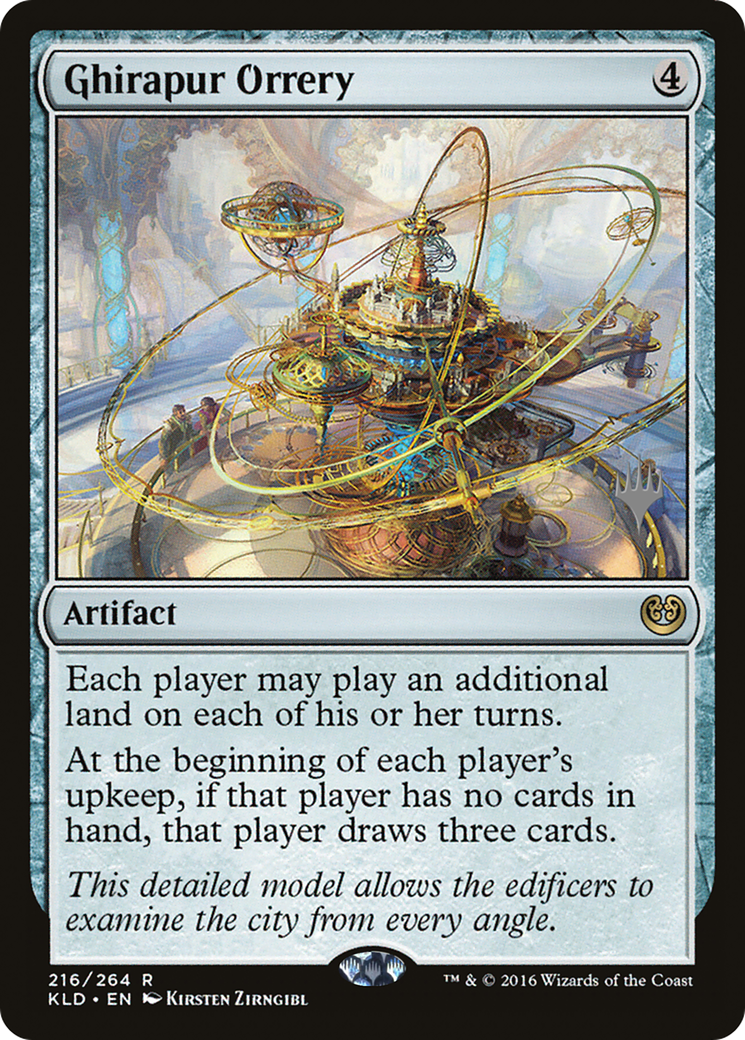 Ghirapur Orrery 4
Artifact
Each player may play an additional
land on each of his or her turns.
At the beginning of each player's
upkeep, if that player has no cards in
hand, that player draws three cards.
This detailed model allows the edificers to
examine the city from every angle.
216/264 R
™ & © 2016 Wizards of the Coast
KLD • EN Kirsten Zirngibl